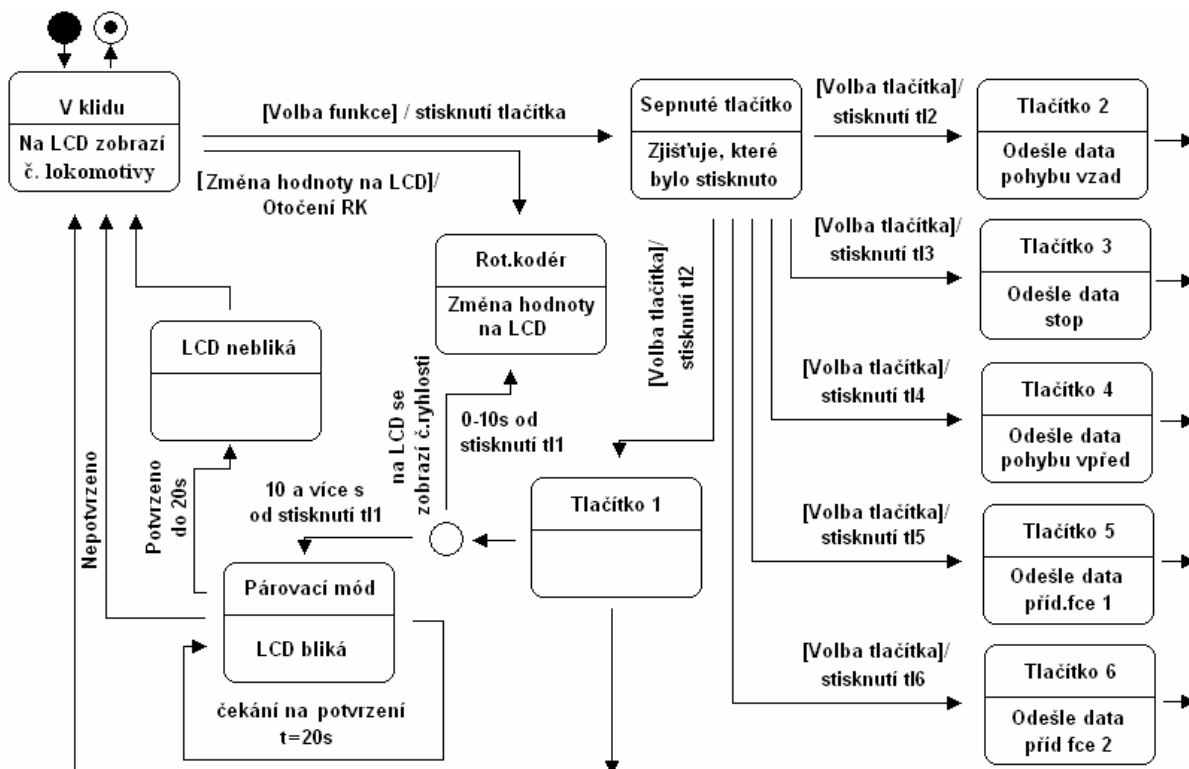 V klidu
Na LCD zobrazí
č. lokomotivy
[Volba funkce] / stisknutí tlačítka
[Změna hodnoty na LCD]/
Otočení RK
Sepnuté tlačítko
Zjišťuje, které
bylo stisknuto
[Volba tlačítka]/
stisknutí tl2
Tlačítko 2
Odešle data
pohybu vzad
[Volba tlačítka]/
stisknutí tl3
Tlačítko 3
Odešle data
stop
[Volba tlačítka]/
stisknutí tl2
Rot.kodér
Změna hodnoty
na LCD
LCD nebliká
[Volba tlačítka]/
stisknutí tl4
Tlačítko 4
Odešle data
pohybu vpřed
na LCD se
zobrazí č.ryhlosti
0-10s od
stisknutí tl1
Nepotvrzeno
Potvrzeno
do 20s
10 a více s
od stisknutí tl1
Tlačítko 1
[Volba tlačítka]/
stisknutí tl5
Tlačítko 5
Odešle data
příd.fce 1
Párovací mód
LCD bliká
čekání na potvrzení
t=20s
[Volba tlačítka]/
stisknutí tl6
Tlačítko 6
Odešle data
příd fce 2